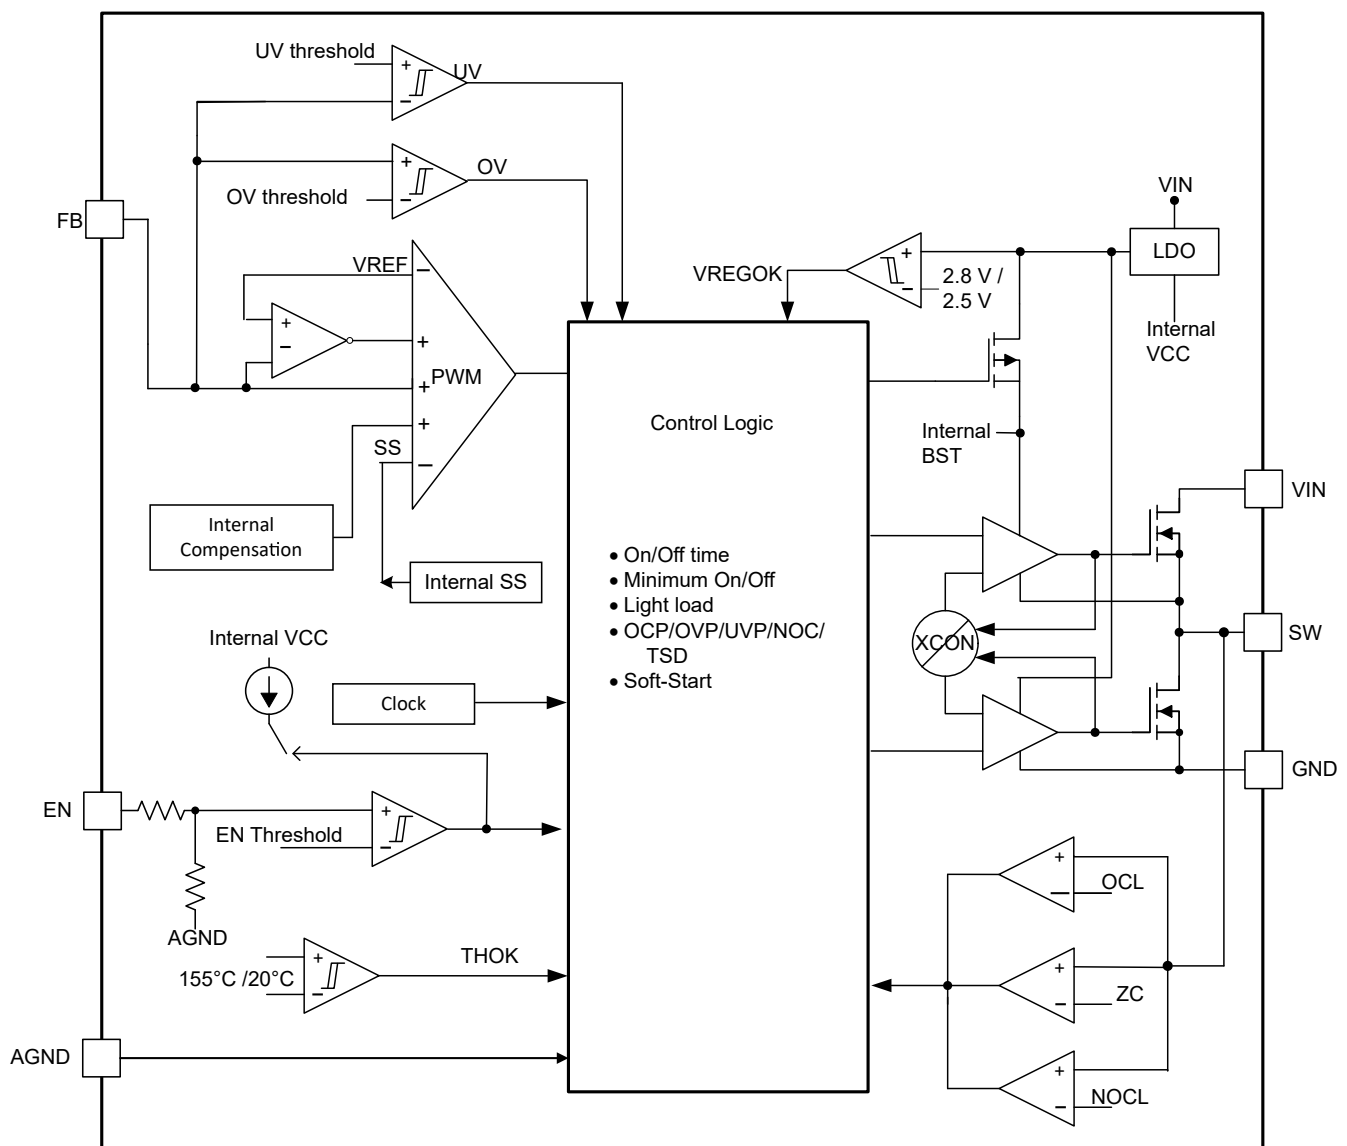 UV threshold
+
UV
−
+
OV
OV threshold
−
FB
VREF
−
+
−
+
+
PWM
+
SS
−
Internal
Compensation
Internal SS
Internal VCC
Clock
EN
+
EN Threshold
−
AGND
+
155°C /20°C
−
THOK
AGND
Control Logic
• On/Off time
• Minimum On/Off
• Light load
• OCP/OVP/UVP/NOC/
TSD
• Soft-Start
VREGOK
+
−
2.8 V /
2.5 V
VIN
LDO
Internal
VCC
Internal
BST
VIN
XCON
SW
GND
+
−
OCL
+
−
ZC
+
−
NOCL